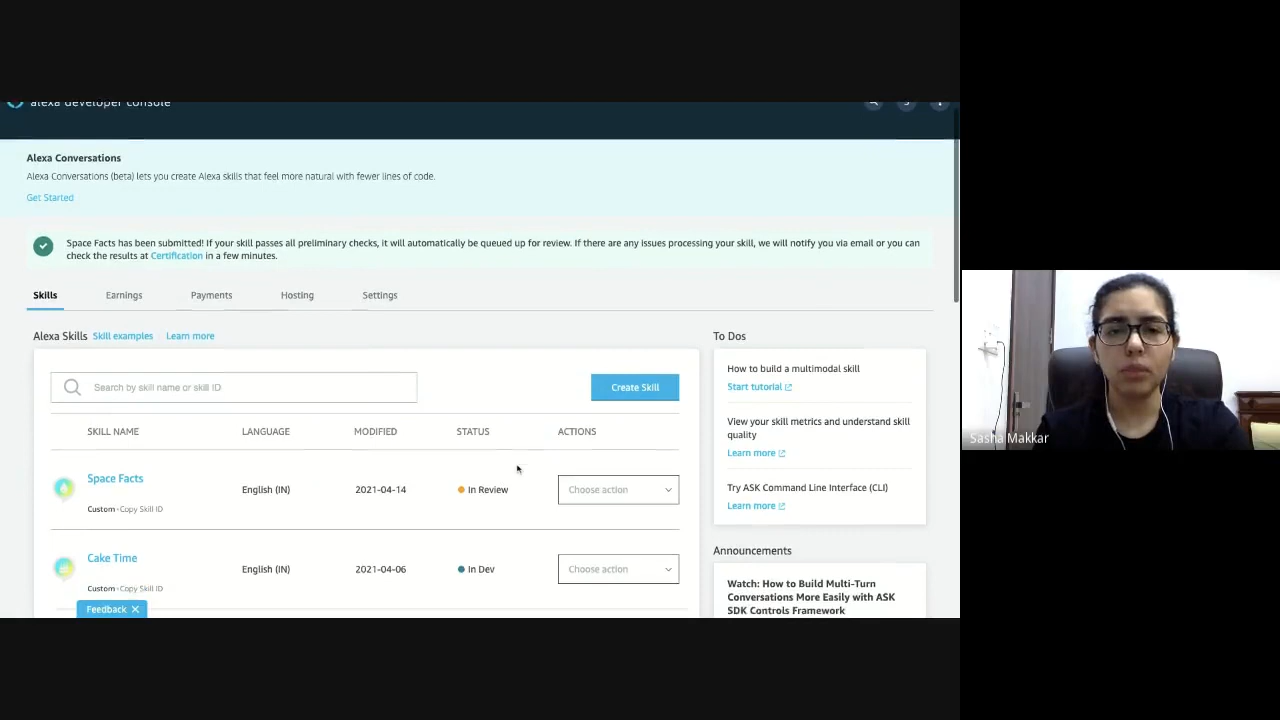 alexa developer console
Alexa Conversations
Alexa Conversations (beta) lets you create Alexa skills that feel more natural with fewer lines of code.
Get Started
Space Facts has been submitted! If your skill passes all preliminary checks, it will automatically be queued up for review. If there are any issues processing your skill, we will notify you via email or you can
check the results at Certification in a few minutes.
Skills
Earnings
Payments
Hosting
Settings
Alexa Skills Skill examples Learn more
Search by skill name or skill ID
Create Skill
SKILL NAME LANGUAGE MODIFIED STATUS ACTIONS
Space Facts
English (IN) 2021-04-14 In Review Choose action
Custom - Copy Skill ID
Cake Time
English (IN) 2021-04-06 In Dev Choose action
Custom - Copy Skill ID
Feedback
To Dos
How to build a multimodal skill
Start tutorial
View your skill metrics and understand skill
quality
Learn more
Try ASK Command Line Interface (CLI)
Learn more
Announcements
Watch: How to Build Multi-Turn
Conversations More Easily with ASK
SDK Controls Framework
Sasha Makkar